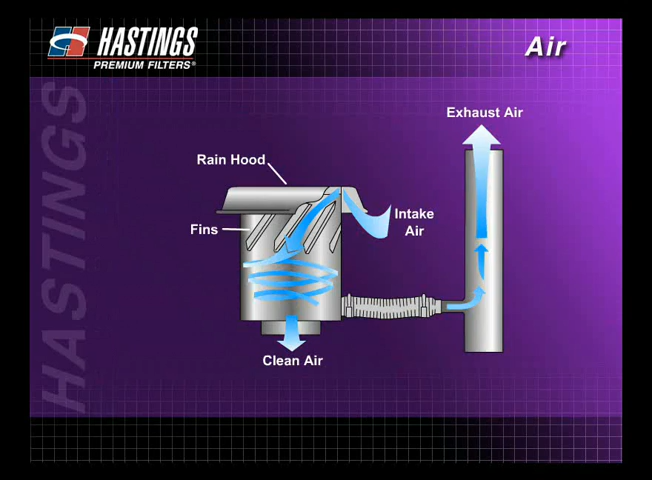 HASTINGS
PREMIUM FILTERS®
Air
HASTINGS
Exhaust Air
Rain Hood
Intake
Air
Fins
Clean Air